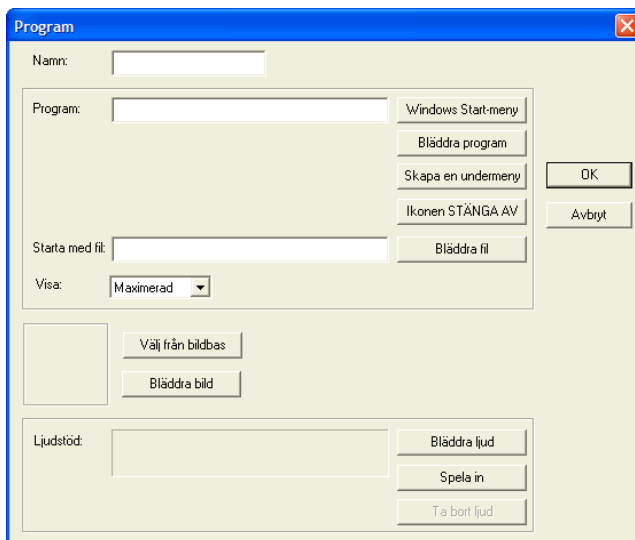 Program
Namn:
Program:
Windows Start-meny
Bläddra program
Skapa en undermeny
OK
Ikonen STÄNGA AV
Avbryt
Starta med fil:
Bläddra fil
Visa:
Maximerad
Välj från bildbas
Bläddra bild
Ljudstöd:
Bläddra ljud
Spela in
Ta bort ljud